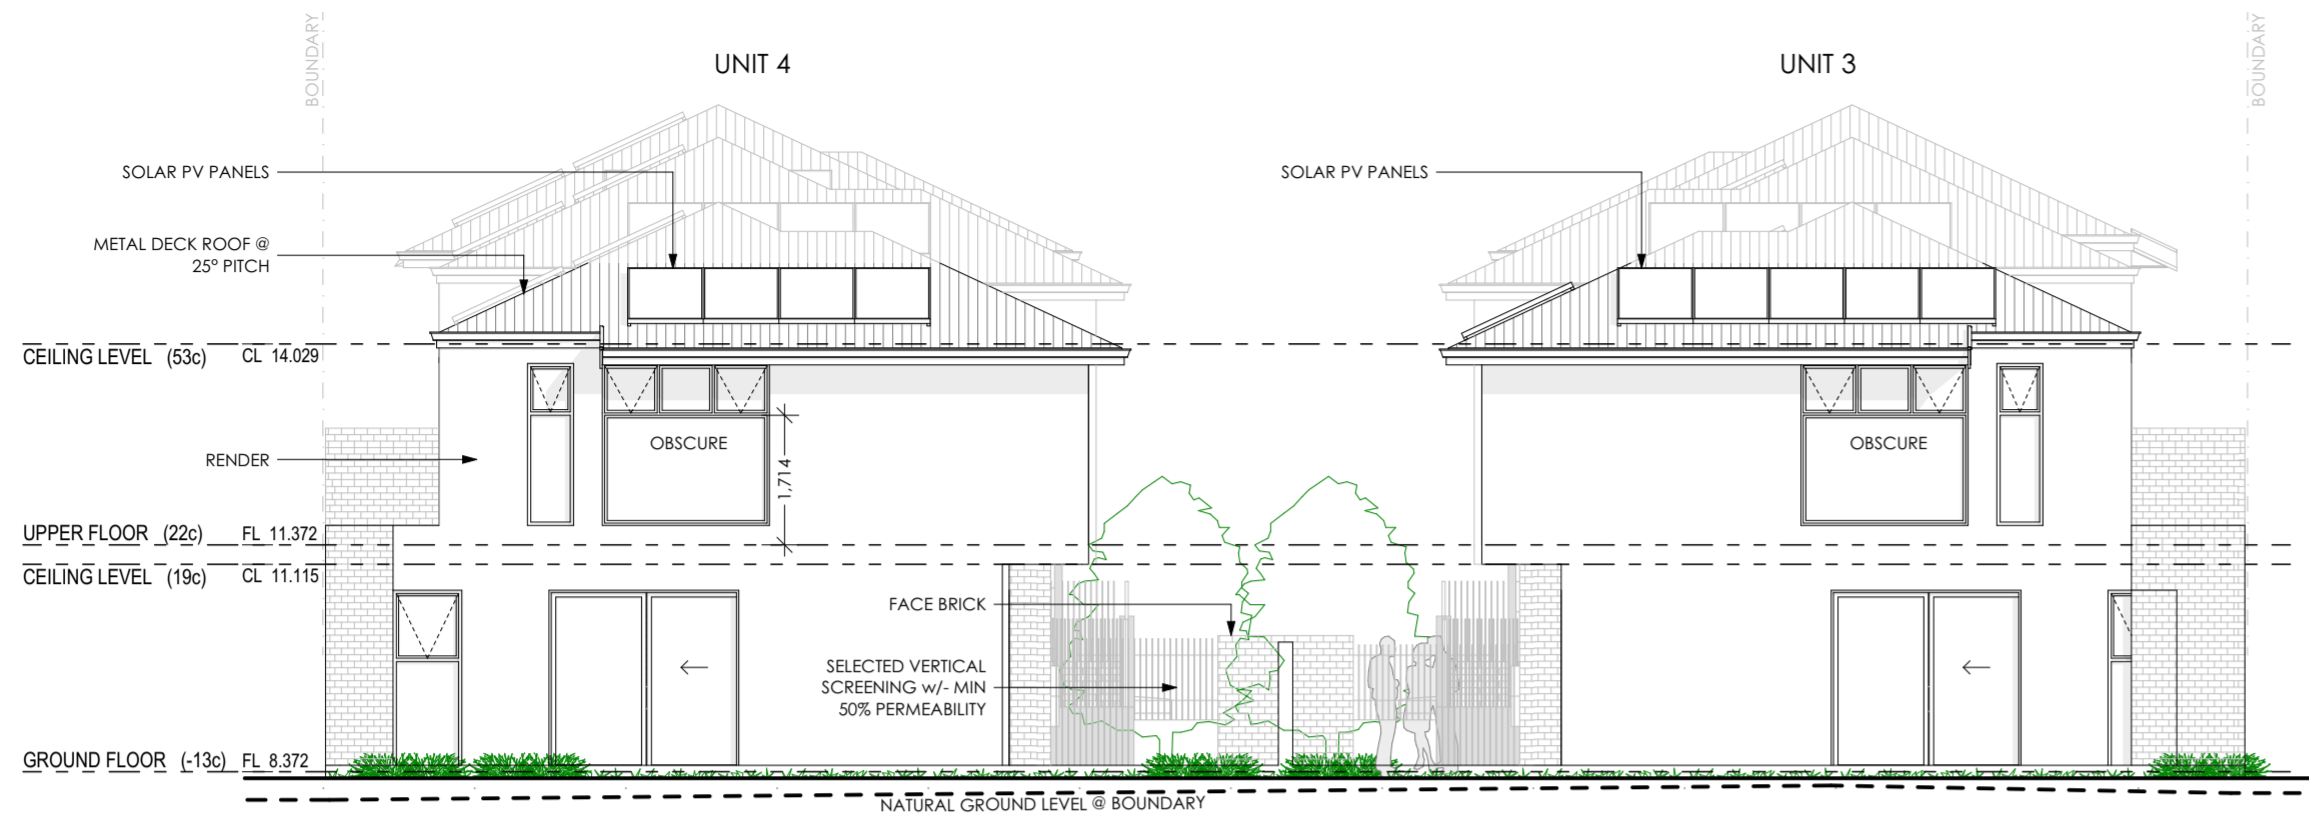 BOUNDARY
BOUNDARY
UNIT 4
UNIT 3
SOLAR PV PANELS
SOLAR PV PANELS
METAL DECK ROOF @
25° PITCH
CEILING LEVEL (53c) CL 14.029
OBSCURE
OBSCURE
RENDER
1,714
UPPER FLOOR (22c) FL 11.372
CEILING LEVEL (19c) CL 11.115
FACE BRICK
SELECTED VERTICAL
SCREENING w/- MIN
50% PERMEABILITY
GROUND FLOOR (-13c) FL 8.372
NATURAL GROUND LEVEL @ BOUNDARY